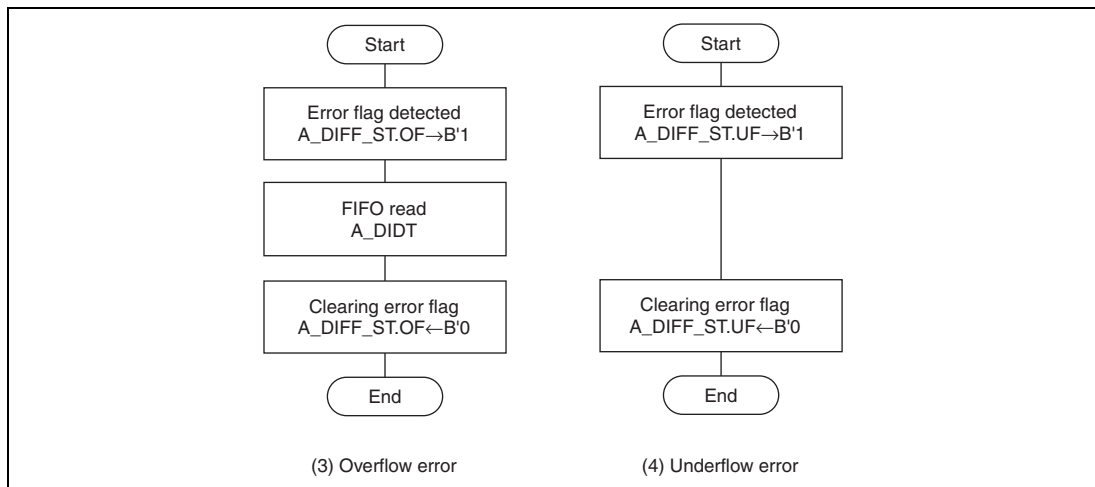 Start
Error flag detected
A_DIFF_ST.OF→B'1
FIFO read
A_DIDT
Clearing error flag
A_DIFF_ST.OF←B'0
End
(3) Overflow error
Start
Error flag detected
A_DIFF_ST.UF→B'1
Clearing error flag
A_DIFF_ST.UF←B'0
End
(4) Underflow error